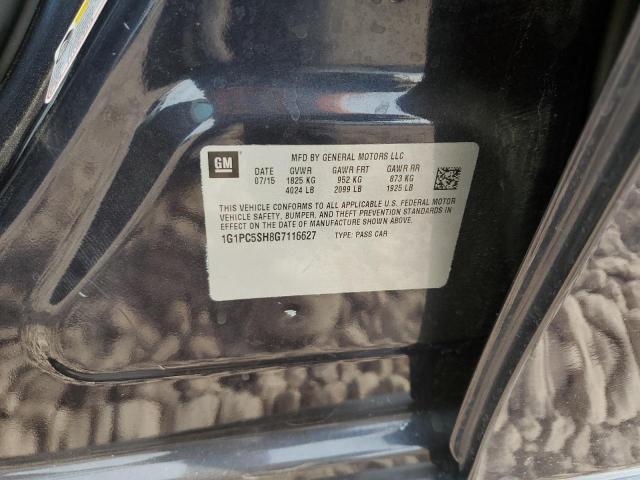 GM
MFD BY GENERAL MOTORS LLC
DATE GVWR GAWR FRT GAWR RR
07/15 1825 KG 952 KG 873 KG
4024 LB 2099 LB 1925 LB
THIS VEHICLE CONFORMS TO ALL APPLICABLE U.S. FEDERAL MOTOR
VEHICLE SAFETY, BUMPER, AND THEFT PREVENTION STANDARDS IN
EFFECT ON THE DATE OF MANUFACTURE SHOWN ABOVE.
1G1PC5SH8G7116627 TYPE: PASS CAR